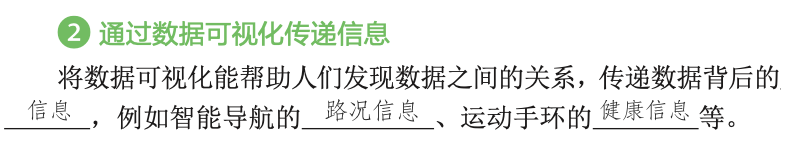 2 通过数据可视化传递信息
将数据可视化能帮助人们发现数据之间的关系，传递数据背后的
信息，例如智能导航的路况信息、运动手环的健康信息等。